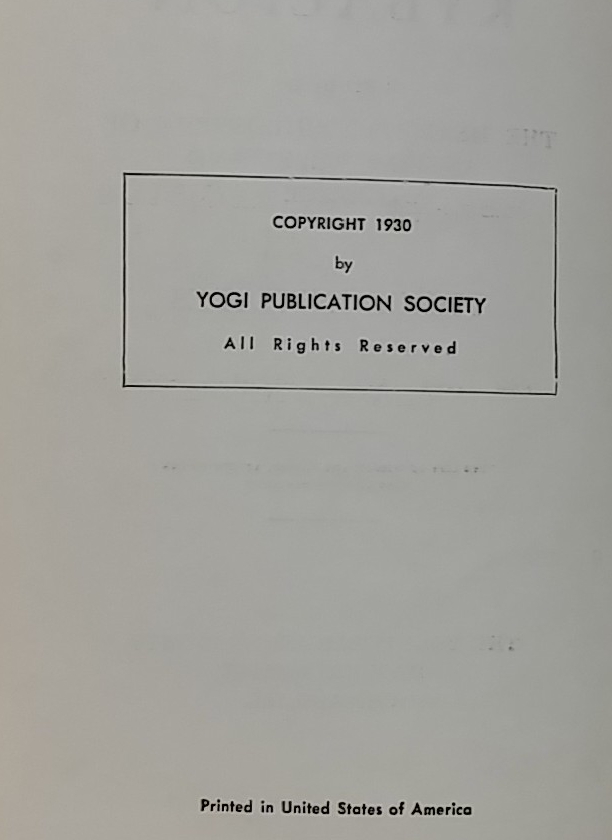 COPYRIGHT 1930
by
YOGI PUBLICATION SOCIETY
All Rights Reserved
Printed in United States of America